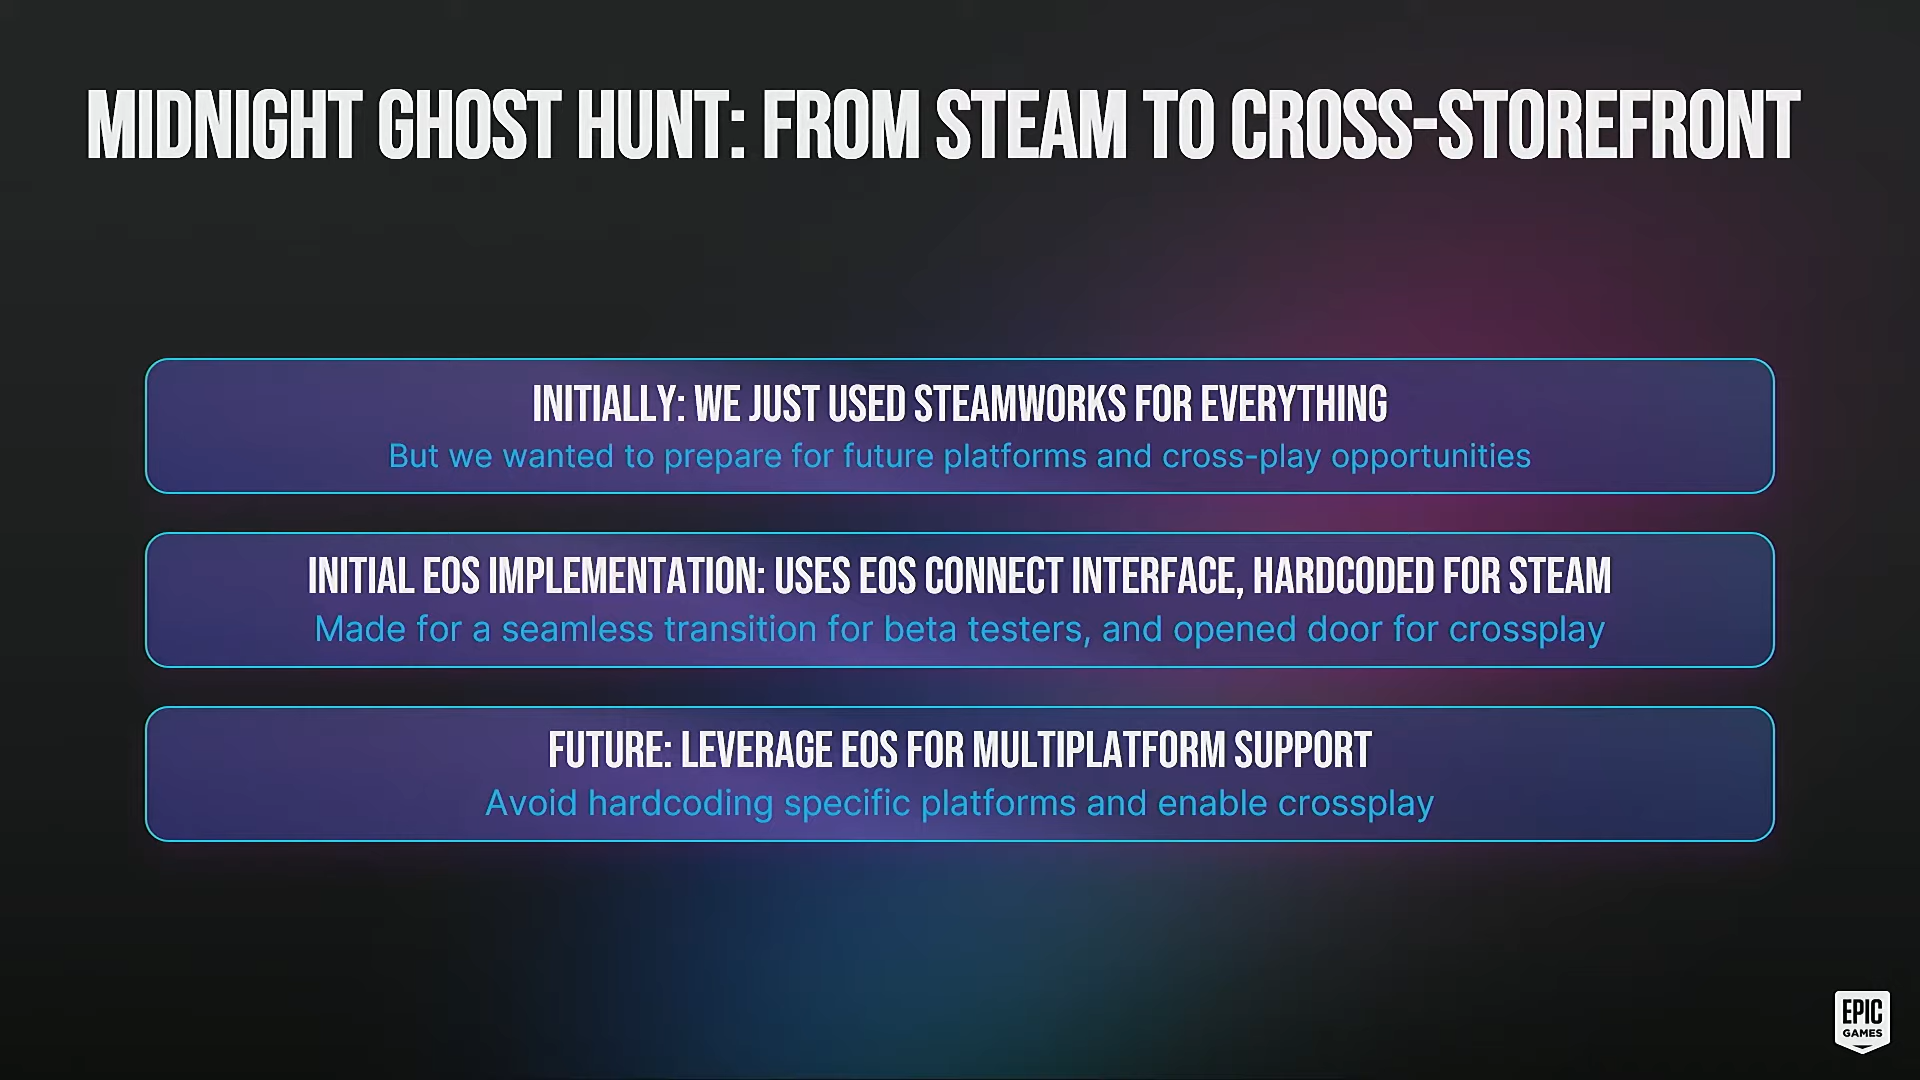 MIDNIGHT GHOST HUNT: FROM STEAM TO CROSS-STOREFRONT
INITIALLY: WE JUST USED STEAMWORKS FOR EVERYTHING
But we wanted to prepare for future platforms and cross-play opportunities
INITIAL EOS IMPLEMENTATION: USES EOS CONNECT INTERFACE, HARDCODED FOR STEAM
Made for a seamless transition for beta testers, and opened door for crossplay
FUTURE: LEVERAGE EOS FOR MULTIPLATFORM SUPPORT
Avoid hardcoding specific platforms and enable crossplay
EPIC
GAMES